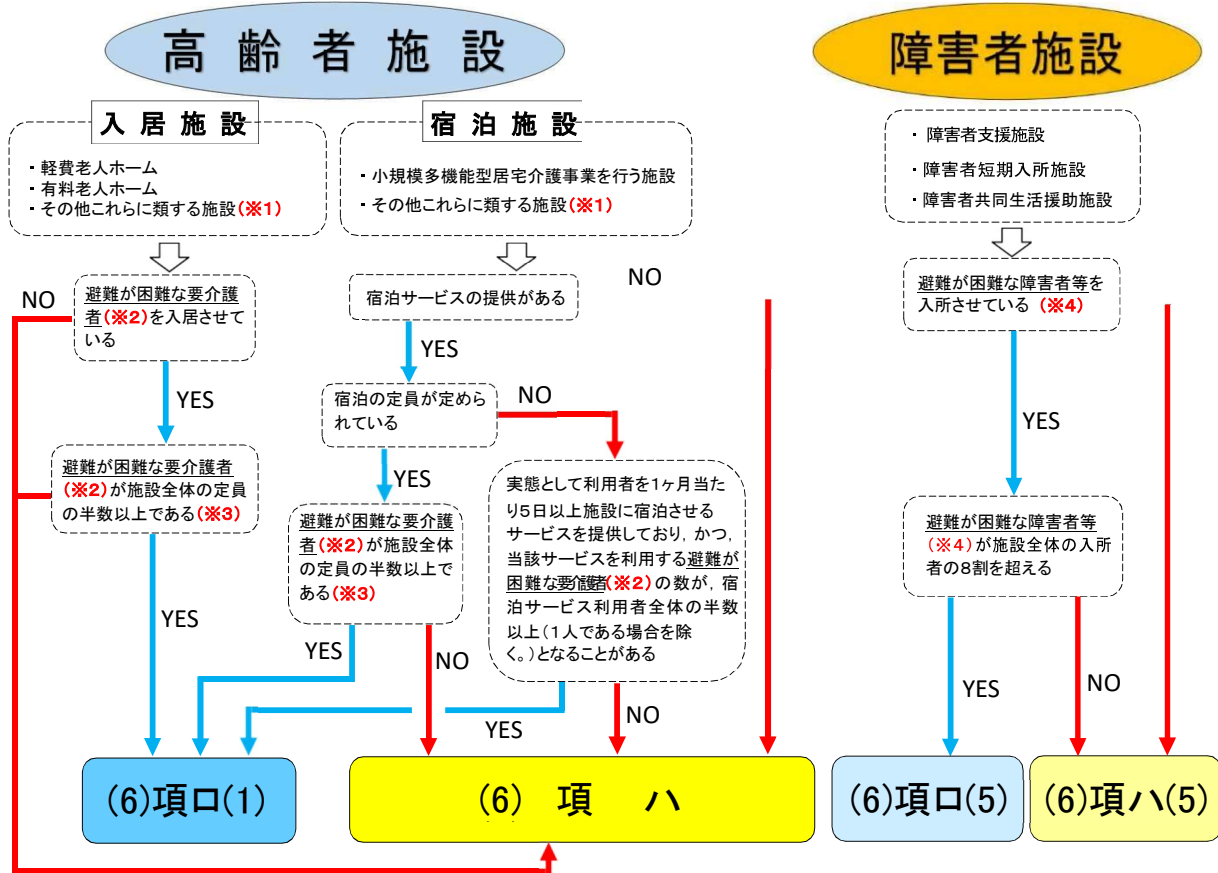 高齢者施設
障害者施設
入居施設
・軽費老人ホーム
・有料老人ホーム
・その他これらに類する施設(※1)
宿泊施設
・小規模多機能型居宅介護事業を行う施設
・その他これらに類する施設(※1)
・障害者支援施設
・障害者短期入所施設
・障害者共同生活援助施設
NO
避難が困難な要介護
者(※2)を入居させて
いる
宿泊サービスの提供がある
NO
避難が困難な障害者等を
入所させている(※4)
YES
YES
宿泊の定員が定めら
れている
NO
YES
避難が困難な要介護者
(※2)が施設全体の定員
の半数以上である(※3)
YES
避難が困難な要介護
者(※2)が施設全体
の定員の半数以上で
ある(※3)
実態として利用者を1ヶ月当た
り5日以上施設に宿泊させる
サービスを提供しており,かつ,
当該サービスを利用する避難が
困難な要介護者(※2)の数が,宿
泊サービス利用者全体の半数
以上(1人である場合を除
く。)となることがある
避難が困難な障害者等
(※4)が施設全体の入所
者の8割を超える
YES
YES
NO
YES
NO
YES
NO
(6)項ロ(1)
(6)項ハ
(6)項ロ(5)
(6)項ハ(5)